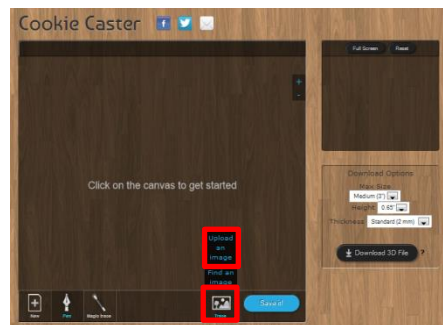 Cookie Caster
Full Screen Reset
+
-
Click on the canvas to get started
Upload
an
image
Find an
image
New
Pen
Magic Eraser
Trace
Save it!
Download Options
Max Size
Medium (3")
Height 0.65"
Thickness Standard (2 mm)
Download 3D File ?